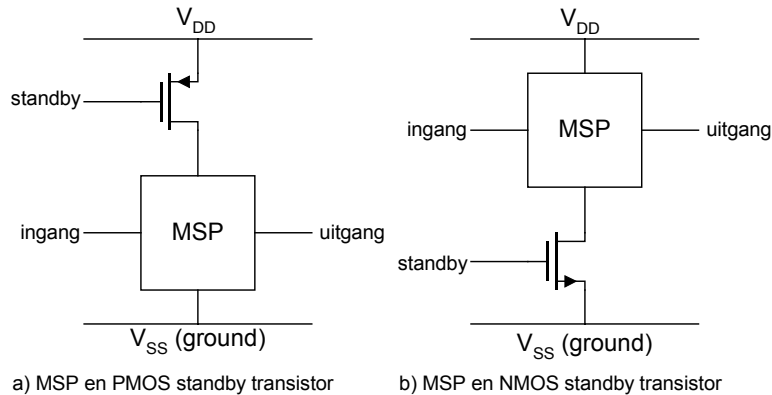 V_DD
standby
MSP
ingang
uitgang
V_SS (ground)
a) MSP en PMOS standby transistor
V_DD
ingang
MSP
uitgang
standby
V_SS (ground)
b) MSP en NMOS standby transistor